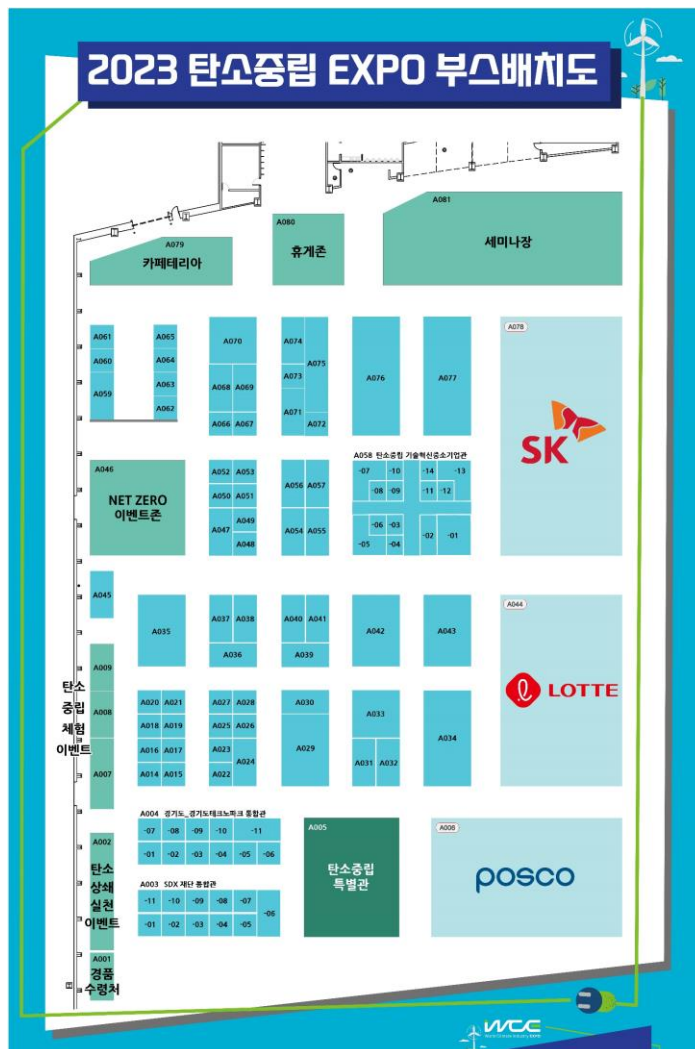 2023 탄소중립 EXPO 부스배치도
A079
카페테리아
A080
휴게존
A081
세미나장
A061 A065
A060 A064
A059 A063
A062
A070
A068 A069
A066 A067
A074
A075
A073
A071
A072
A076
A077
A078
SK
A046
NET ZERO
이벤트존
A052 A053
A050 A051
A047 A049
A048
A056 A057
A054 A055
A058 탄소중립 기술혁신중소기업관
-07 -10 -14 -13
-08 -09 -11 -12
-06 -03
-02 -01
-05 -04
A045
A035
A037 A038
A036
A040 A041
A039
A042
A043
A044
LOTTE
A009
A008
A007
탄소
중립
체험
이벤트
A020 A021
A018 A019
A016 A017
A014 A015
A027 A028
A025 A026
A023
A024
A022
A030
A029
A033
A031 A032
A034
A004 경기도_경기도테크노파크 통합관
-07 -08 -09 -10 -11
-01 -02 -03 -04 -05 -06
A003 SDX 재단 통합관
-11 -10 -09 -08 -07
-06
-01 -02 -03 -04 -05
A005
탄소중립
특별관
A006
posco
A002
탄소
상쇄
실천
이벤트
A001
경품
수령처
WCE